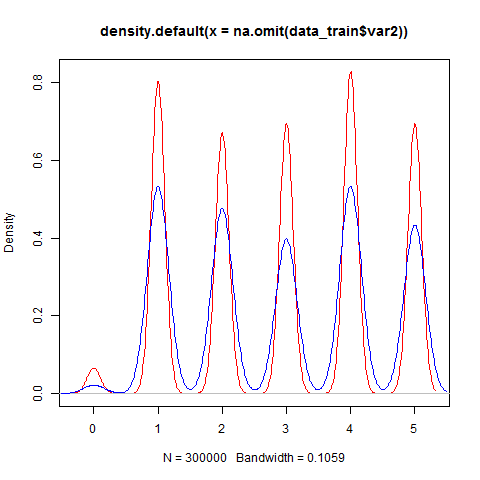 density.default(x = na.omit(data_train$var2))
Density
0.0
0.2
0.4
0.6
0.8
0 1 2 3 4 5
N = 300000 Bandwidth = 0.1059